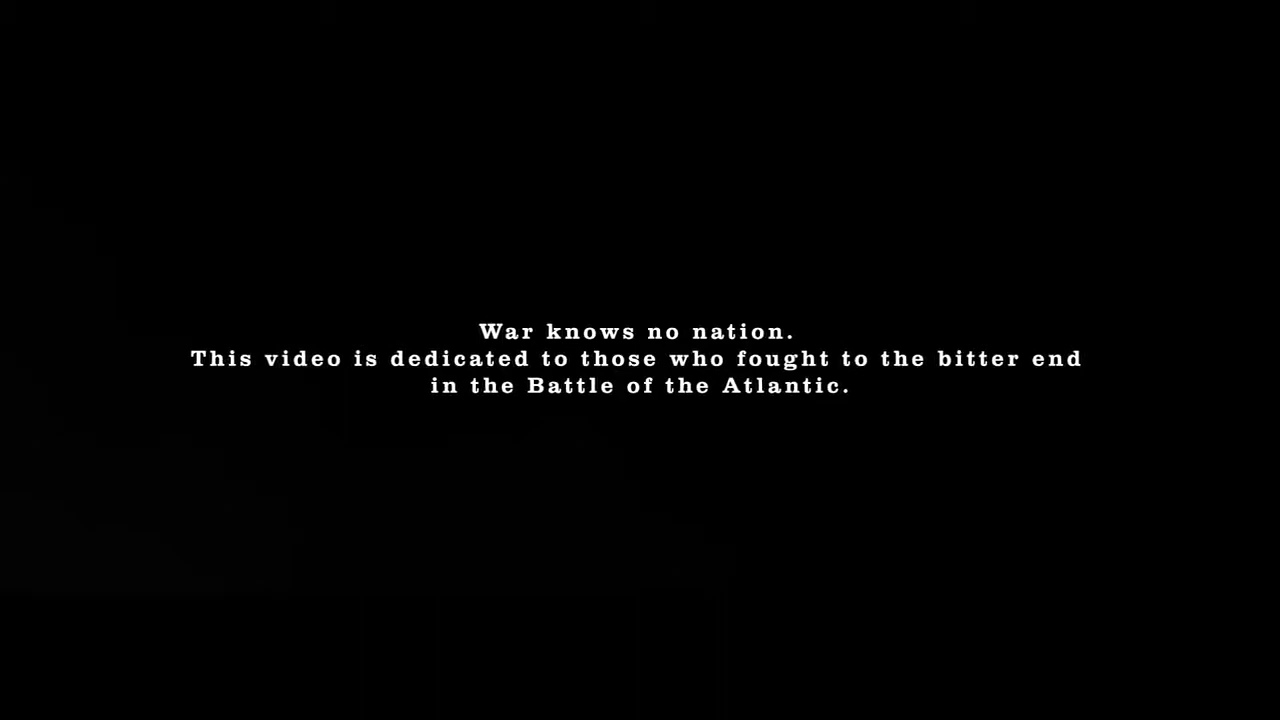 War knows no nation.
This video is dedicated to those who fought to the bitter end
in the Battle of the Atlantic.